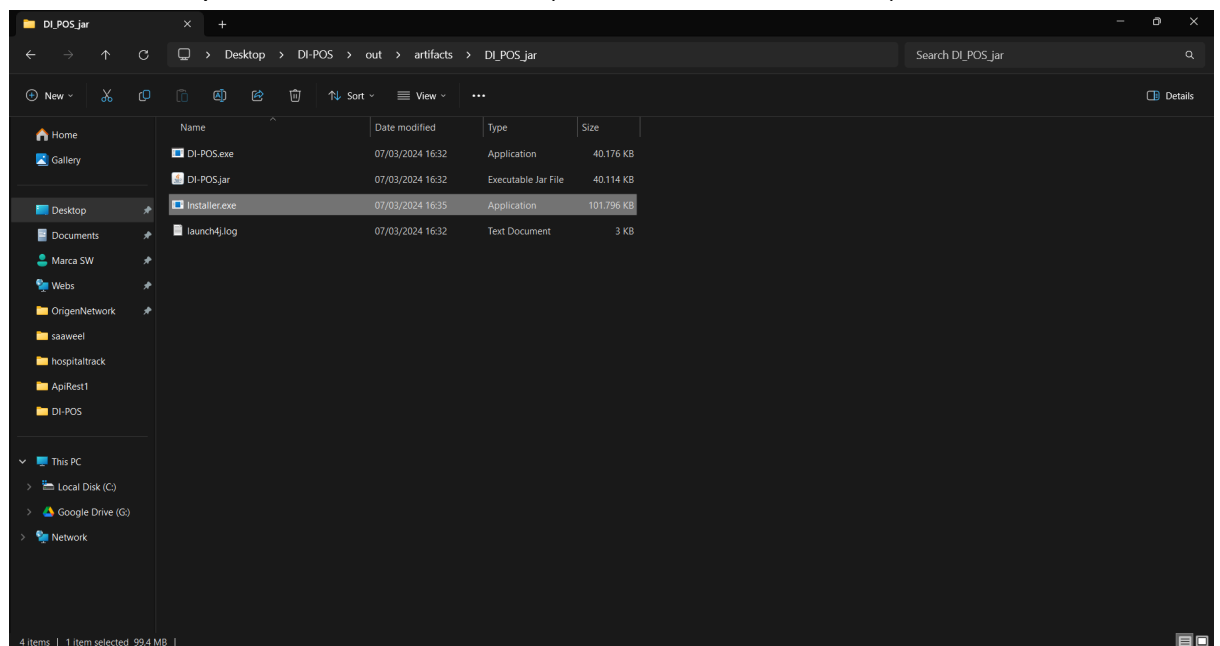 DI_POS_jar
Desktop > DI-POS > out > artifacts > DI_POS_jar
Search DI_POS_jar
New
Sort
View
Details
Name Date modified Type Size
DI-POS.exe 07/03/2024 16:32 Application 40.176 KB
DI-POS.jar 07/03/2024 16:32 Executable Jar File 40.114 KB
Installer.exe 07/03/2024 16:35 Application 101.796 KB
launch4j.log 07/03/2024 16:32 Text Document 3 KB
Home
Gallery
Desktop
Documents
Marca SW
Webs
OrigenNetwork
saaweel
hospitaltrack
ApiRest1
DI-POS
This PC
Local Disk (C:)
Google Drive (G:)
Network
4 items | 1 item selected 99.4 MB |